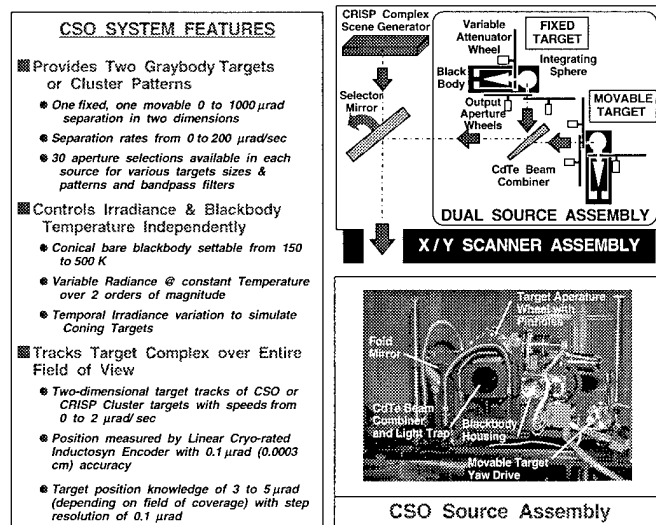 CSO SYSTEM FEATURES
Provides Two Graybody Targets
or Cluster Patterns
One fixed, one movable 0 to 1000 μrad
separation in two dimensions
Separation rates from 0 to 200 μrad/sec
30 aperture selections available in each
source for various targets sizes &
patterns and bandpass filters
Controls Irradiance & Blackbody
Temperature Independently
Conical bare blackbody settable from 150
to 500 K
Variable Radiance @ constant Temperature
over 2 orders of magnitude
Temporal Irradiance variation to simulate
Coning Targets
Tracks Target Complex over Entire
Field of View
Two-dimensional target tracks of CSO or
CRISP Cluster targets with speeds from
0 to 2 μrad/ sec
Position measured by Linear Cryo-rated
Inductosyn Encoder with 0.1 μrad (0.0003
cm) accuracy
Target position knowledge of 3 to 5 μrad
(depending on field of coverage) with step
resolution of 0.1 μrad
CRISP Complex
Scene Generator
Selector
Mirror
Variable
Attenuator
Wheel
FIXED
TARGET
Integrating
Sphere
Black
Body
Output
Aperture
Wheels
MOVABLE
TARGET
CdTe Beam
Combiner
DUAL SOURCE ASSEMBLY
X / Y SCANNER ASSEMBLY
Target Aperature
Wheel with
Pinholes
Fold
Mirror
CdTe Beam
Combiner
and Light Trap
Blackbody
Housing
Movable Target
Yaw Drive
CSO Source Assembly